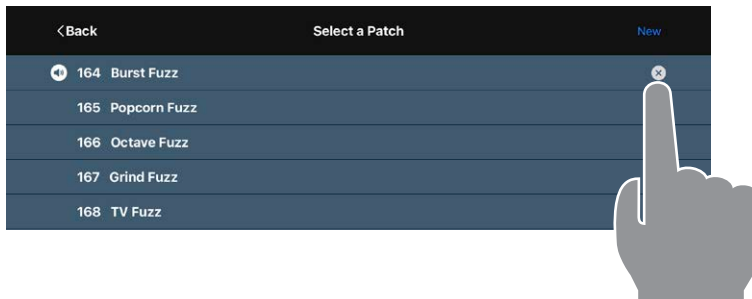 <Back Select a Patch New
164 Burst Fuzz
165 Popcorn Fuzz
166 Octave Fuzz
167 Grind Fuzz
168 TV Fuzz